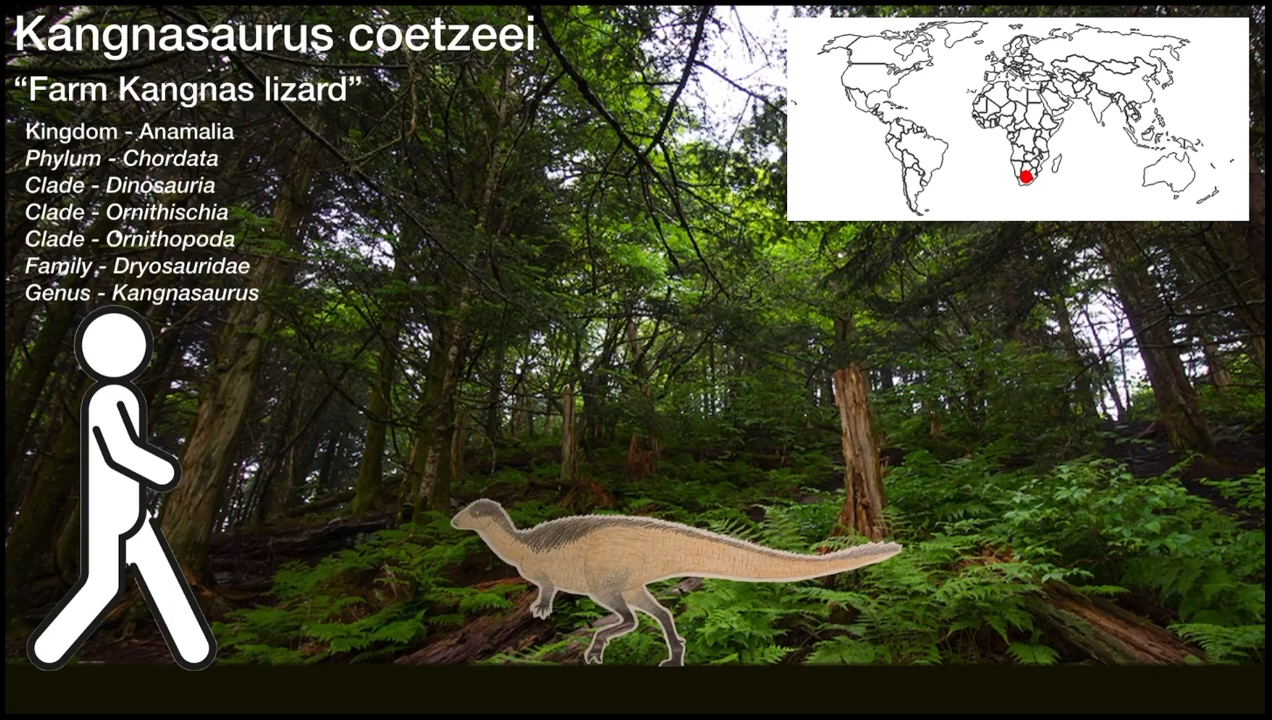 Kangnasaurus coetzeei
“Farm Kangnas lizard”
Kingdom - Anamalia
Phylum - Chordata
Clade - Dinosauria
Clade - Ornithischia
Clade - Ornithopoda
Family - Dryosauridae
Genus - Kangnasaurus